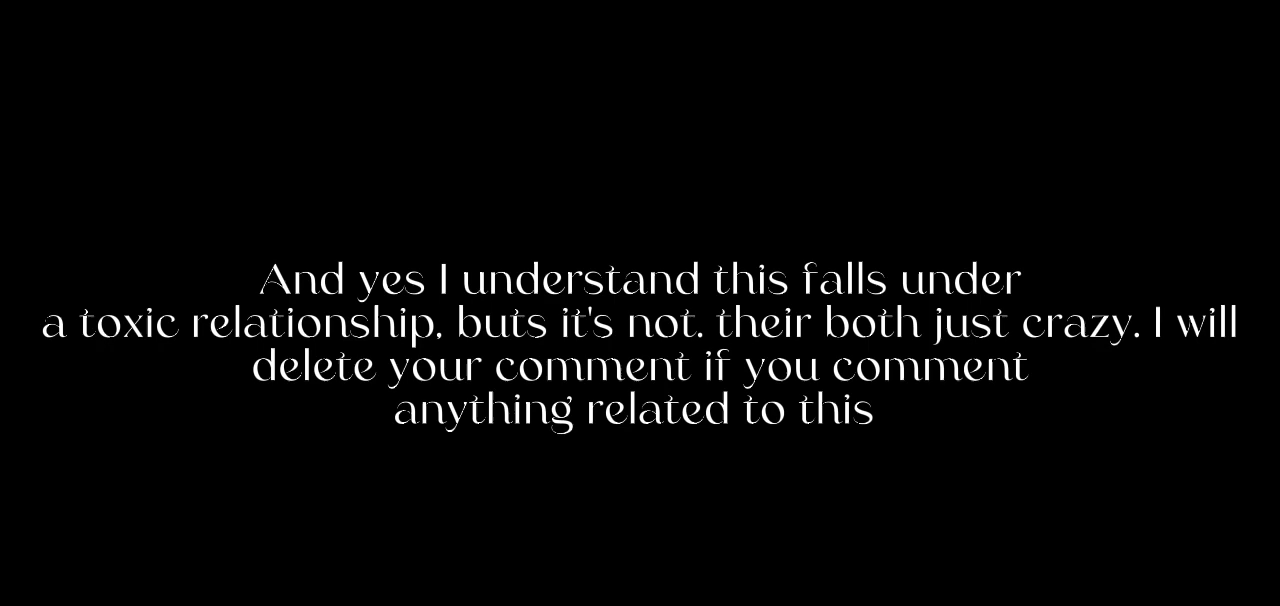 And yes I understand this falls under
a toxic relationship, buts it's not. their both just crazy. I will
delete your comment if you comment
anything related to this